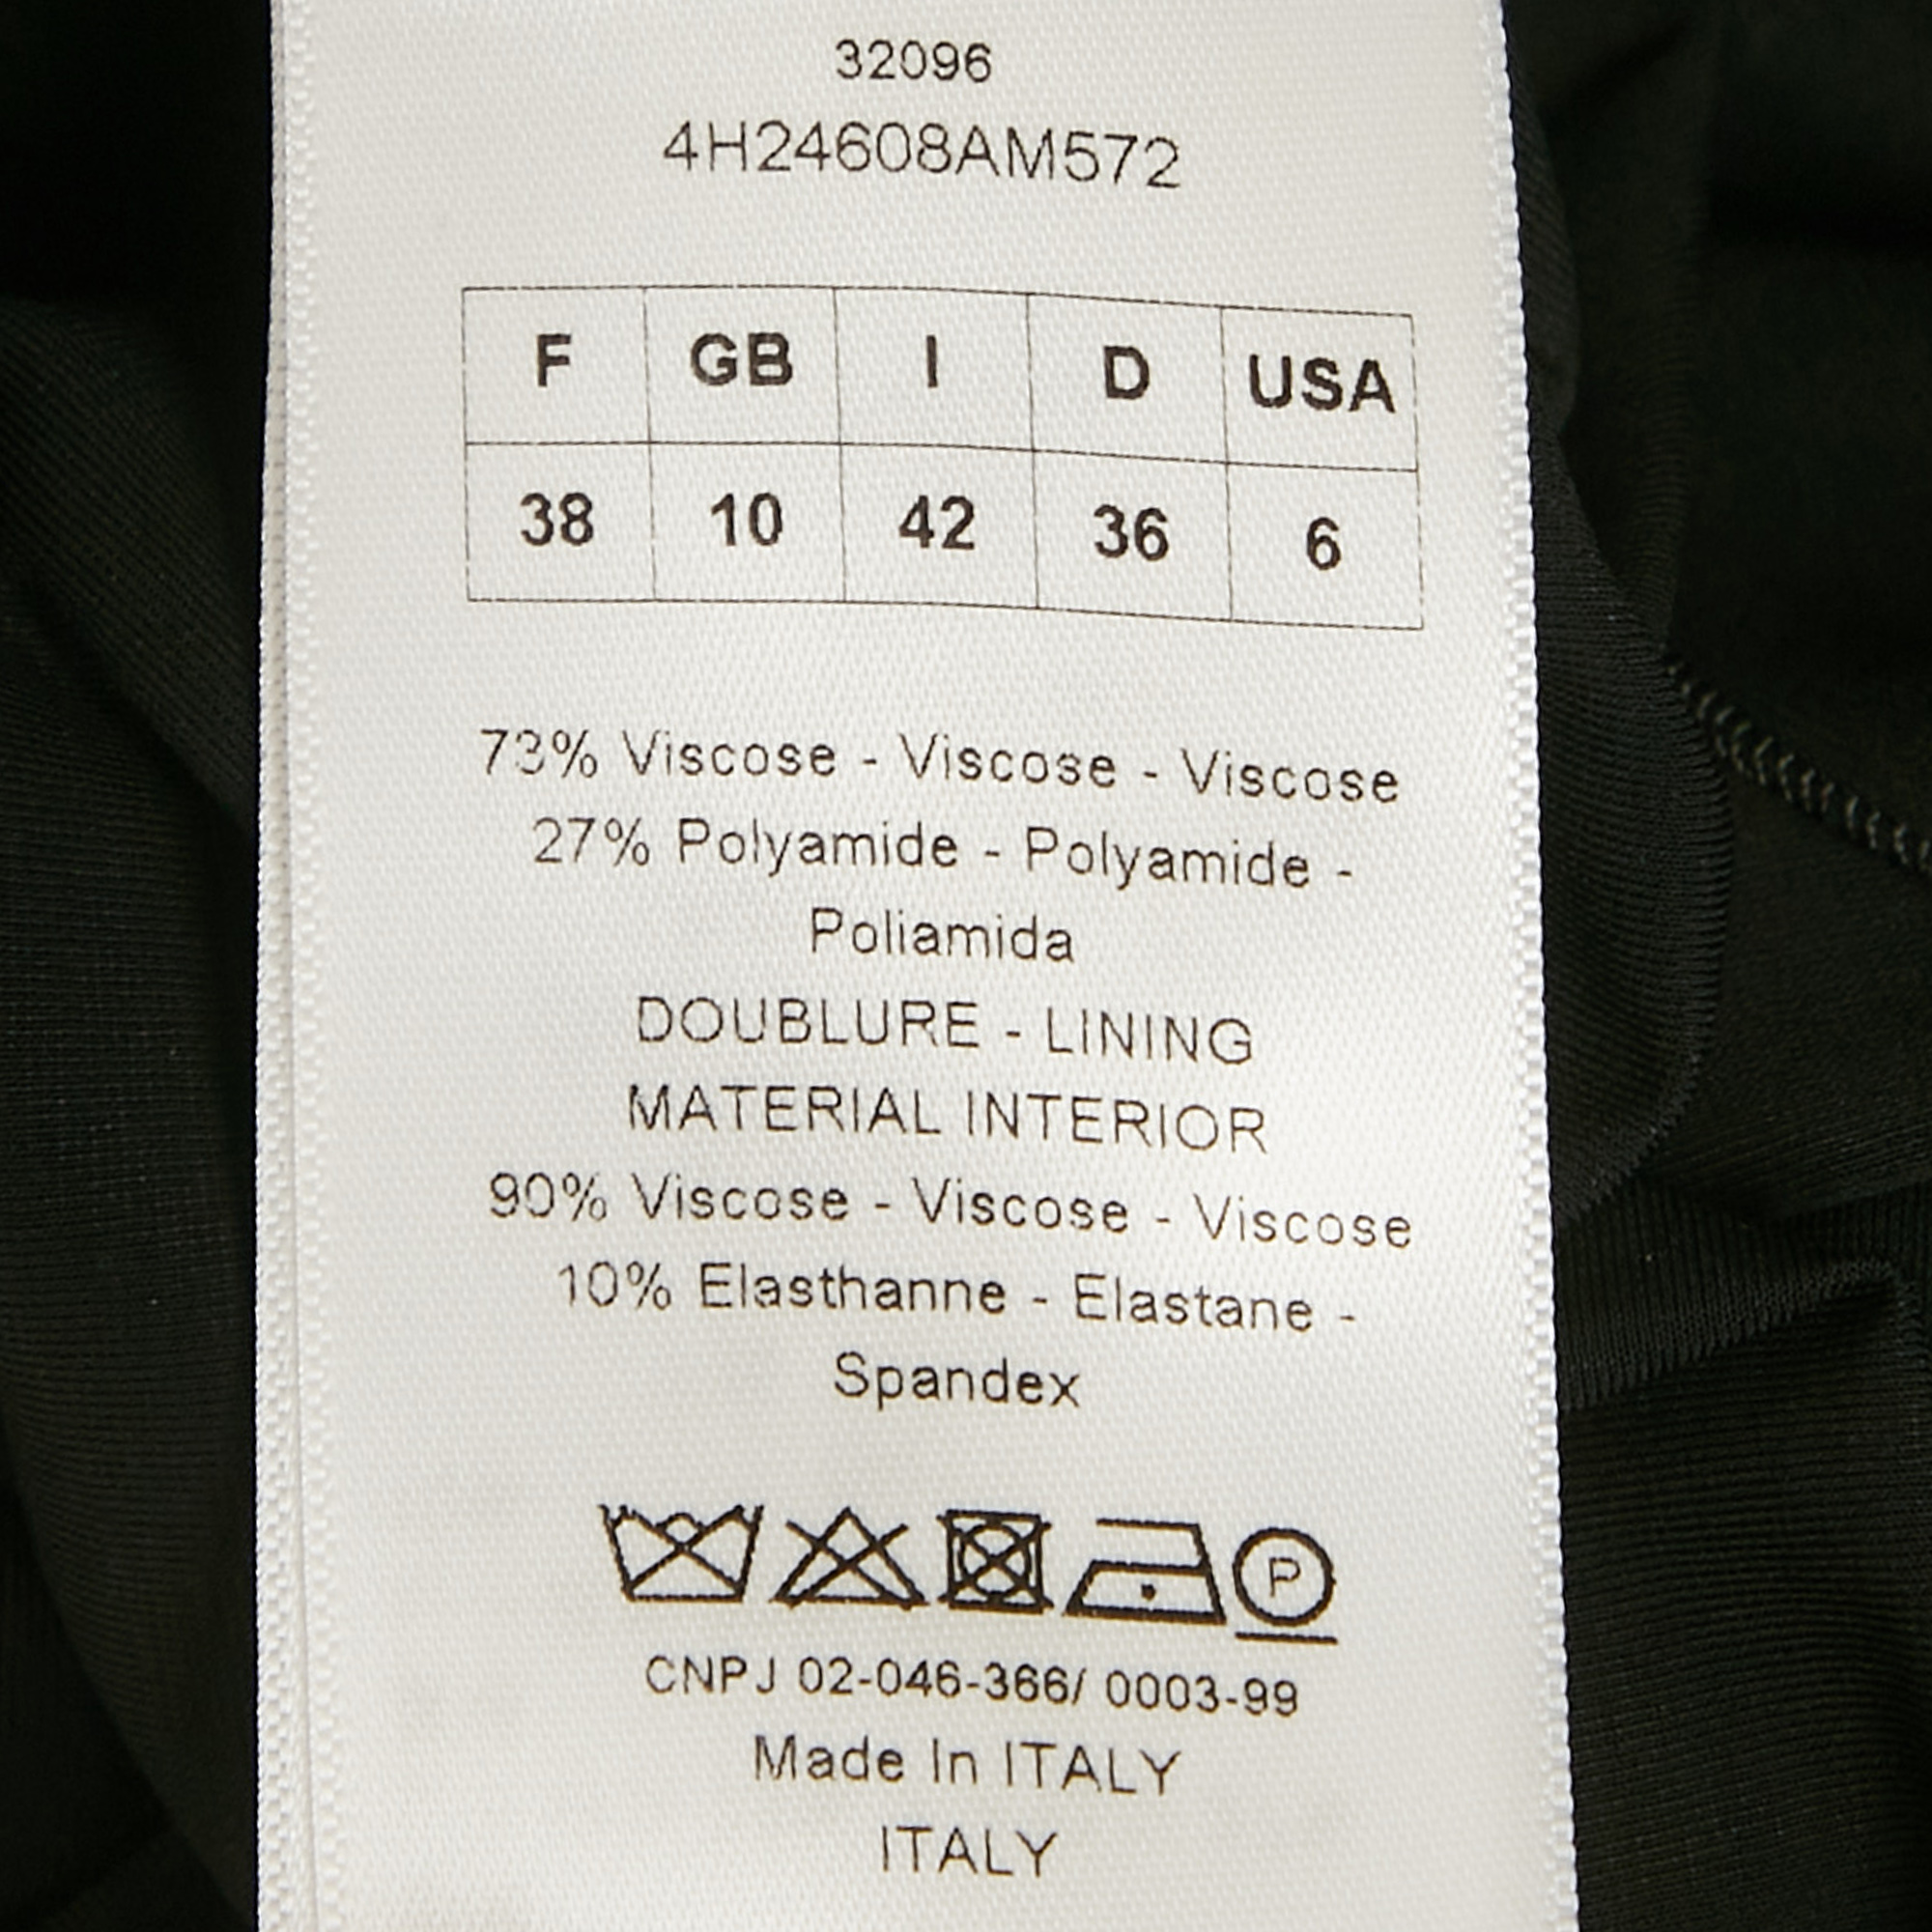 32096
4H24608AM572
F GB I D USA
38 10 42 36 6
73% Viscose - Viscose - Viscose
27% Polyamide - Polyamide -
Poliamida
DOUBLURE - LINING
MATERIAL INTERIOR
90% Viscose - Viscose - Viscose
10% Elasthanne - Elastane -
Spandex
P
CNPJ 02-046-366/ 0003-99
Made In ITALY
ITALY